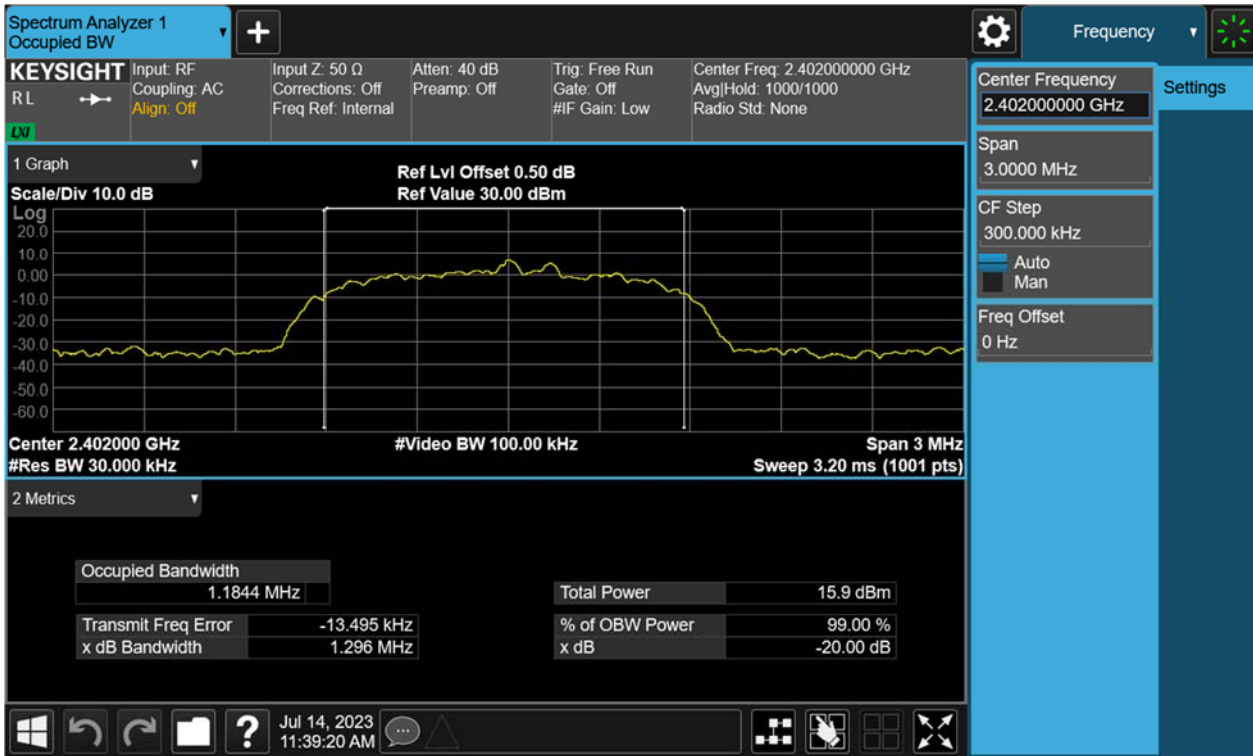 Spectrum Analyzer 1
Occupied BW
Frequency
KEYSIGHT
R L
LXI
Input: RF
Coupling: AC
Align: Off
Input Z: 50 Ω
Corrections: Off
Freq Ref: Internal
Atten: 40 dB
Preamp: Off
Trig: Free Run
Gate: Off
#IF Gain: Low
Center Freq: 2.402000000 GHz
Avg|Hold: 1000/1000
Radio Std: None
Center Frequency
2.402000000 GHz
Settings
Span
3.0000 MHz
CF Step
300.000 kHz
Auto
Man
Freq Offset
0 Hz
1 Graph
Scale/Div 10.0 dB
Ref Lvl Offset 0.50 dB
Ref Value 30.00 dBm
Log
20.0
10.0
0.00
-10.0
-20.0
-30.0
-40.0
-50.0
-60.0
Center 2.402000 GHz
#Video BW 100.00 kHz
Span 3 MHz
#Res BW 30.000 kHz
Sweep 3.20 ms (1001 pts)
2 Metrics
Occupied Bandwidth
1.1844 MHz
Total Power 15.9 dBm
Transmit Freq Error -13.495 kHz
% of OBW Power 99.00 %
x dB Bandwidth 1.296 MHz
x dB -20.00 dB
?
Jul 14, 2023
11:39:20 AM